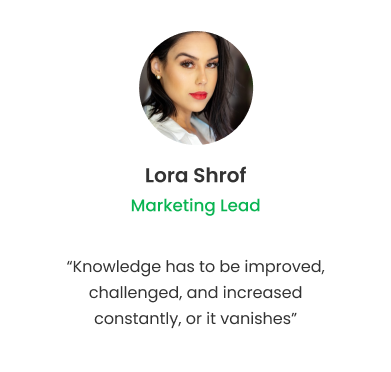 Lora Shrof
Marketing Lead
“Knowledge has to be improved,
challenged, and increased
constantly, or it vanishes”